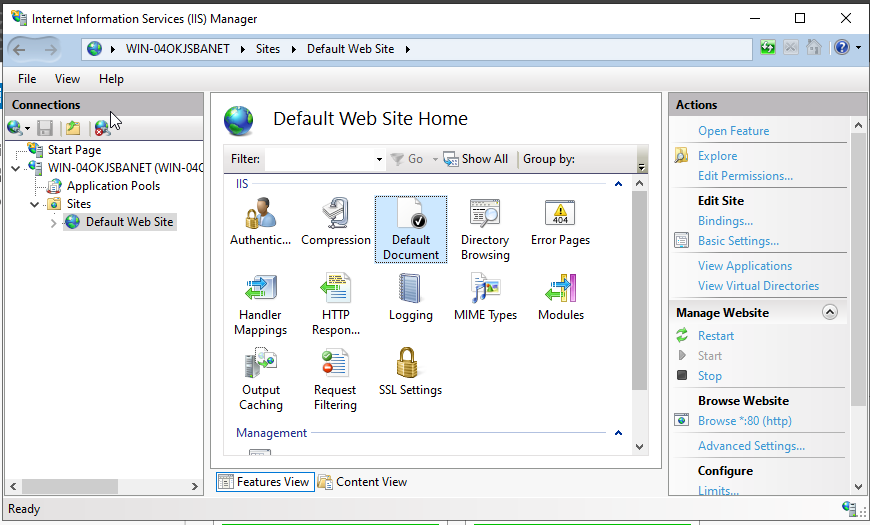 Internet Information Services (IIS) Manager
WIN-04OKJSBANET Sites Default Web Site
File View Help
Connections
Start Page
WIN-04OKJSBANET (WIN-04O
Application Pools
Sites
Default Web Site
Default Web Site Home
Filter: Go Show All Group by:
IIS
Authentic... Compression Default Document Directory Browsing 404 Error Pages
Handler Mappings HTTP Respon... Logging MIME Types Modules
Output Caching Request Filtering SSL Settings
Management
Features View Content View
Actions
Open Feature
Explore
Edit Permissions...
Edit Site
Bindings...
Basic Settings...
View Applications
View Virtual Directories
Manage Website
Restart
Start
Stop
Browse Website
Browse *:80 (http)
Advanced Settings...
Configure
Limits...
Ready